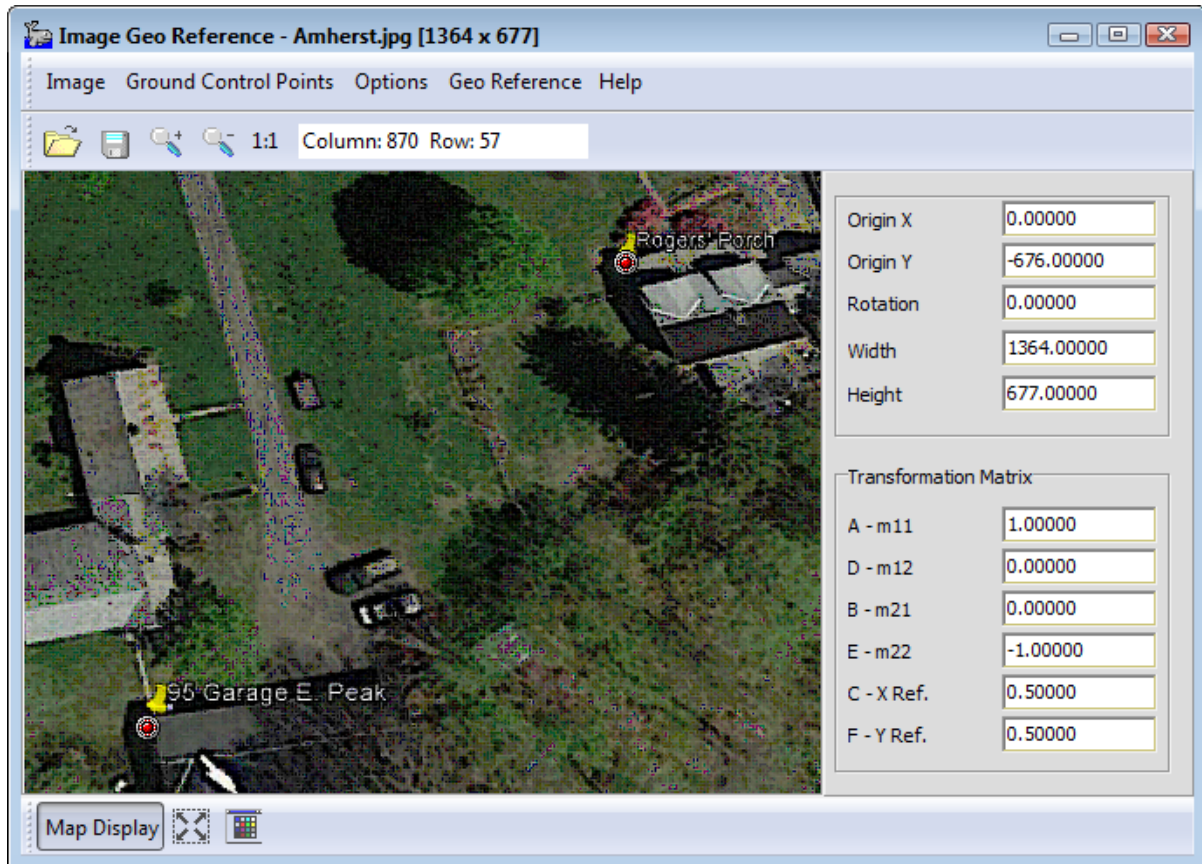 Image Geo Reference - Amherst.jpg [1364 x 677]
Image Ground Control Points Options Geo Reference Help
1:1 Column: 870 Row: 57
Rogers' Porch
95 Garage E. Peak
Origin X 0.00000
Origin Y -676.00000
Rotation 0.00000
Width 1364.00000
Height 677.00000
Transformation Matrix
A - m11 1.00000
D - m12 0.00000
B - m21 0.00000
E - m22 -1.00000
C - X Ref. 0.50000
F - Y Ref. 0.50000
Map Display